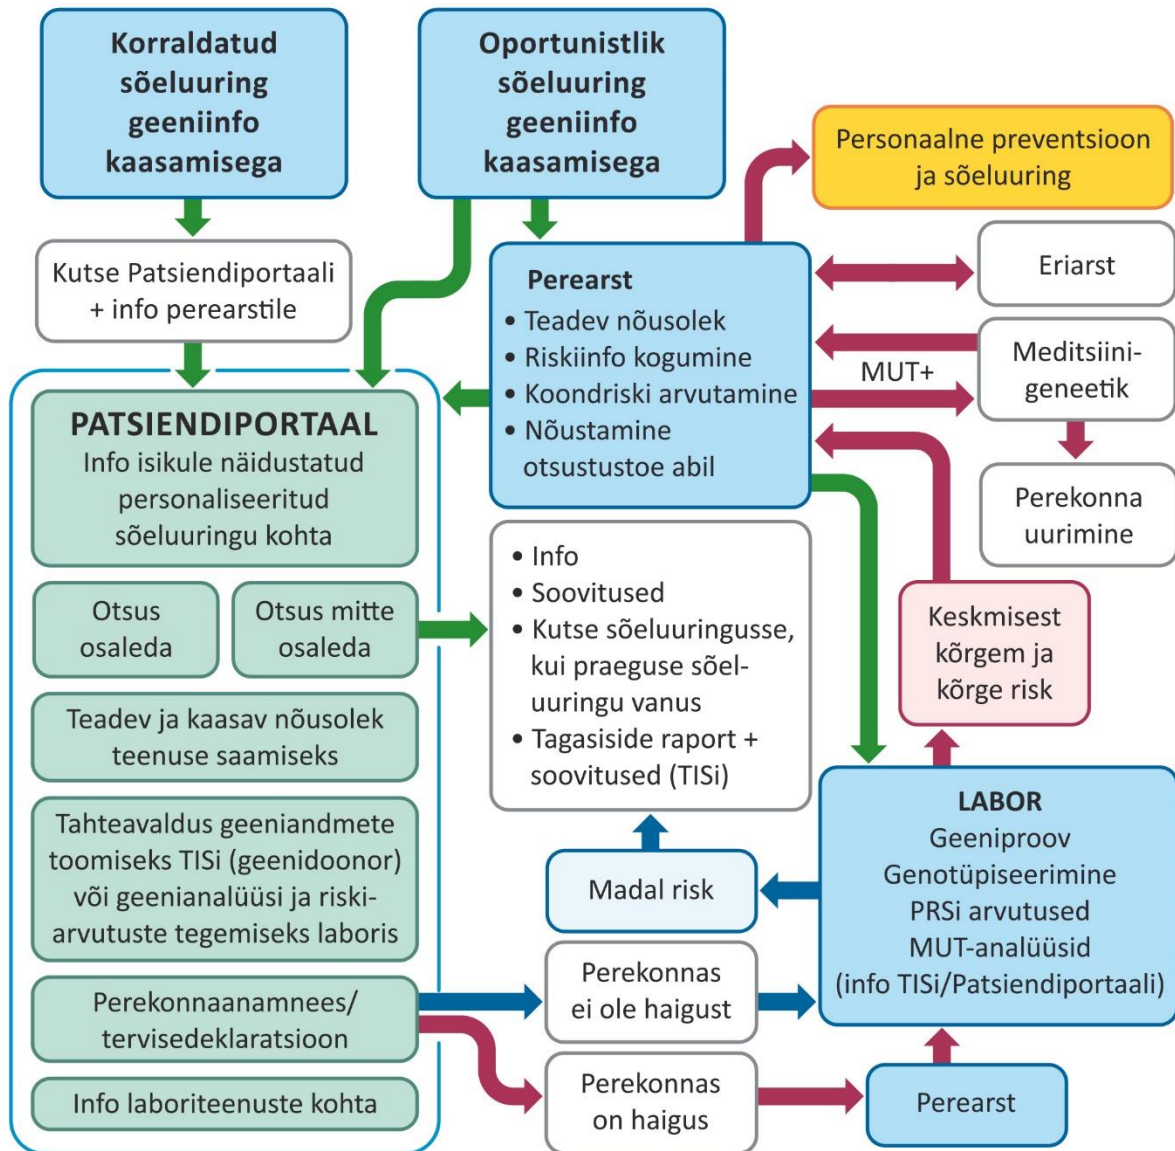 Korraldatud
sõeluuring
geeniinfo
kaasamisega
Oportunistlik
sõeluuring
geeniinfo
kaasamisega
Personaalne preventsioon
ja sõeluuring
Kutse Patsiendiportaali
+ info perearstile
Perearst
• Teadev nõusolek
• Riskiinfo kogumine
• Koondriski arvutamine
• Nõustamine
otsustustoe abil
Eriarst
MUT+
Meditsiini-
geneetik
Perekonna
uurimine
PATSIENDIPORTAAL
Info isikule näidustatud
personaliseeritud
sõeluuringu kohta
Otsus
osaleda
Otsus mitte
osaleda
• Info
• Soovitused
• Kutse sõeluuringusse,
kui praeguse sõel-
uuringu vanus
• Tagasiside raport +
soovitused (TISi)
Keskmisest
kõrgem ja
kõrge risk
Teadev ja kaasav nõusolek
teenuse saamiseks
Tahteavaldus geeniandmete
toomiseks TISi (geenidoonor)
või geenianalüüsi ja riski-
arvutuste tegemiseks laboris
Madal risk
LABOR
Geeniproov
Genotüpiseerimine
PRSi arvutused
MUT-analüüsid
(info TISi/Patsiendiportaali)
Perekonnaanamnees/
tervisedeklaratsioon
Perekonnas
ei ole haigust
Info laboriteenuste kohta
Perekonnas
on haigus
Perearst